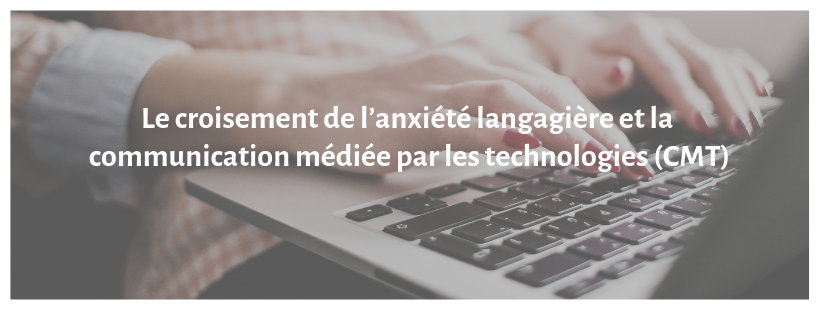 Le croisement de l’anxiété langagière et la
communication médiée par les technologies (CMT)